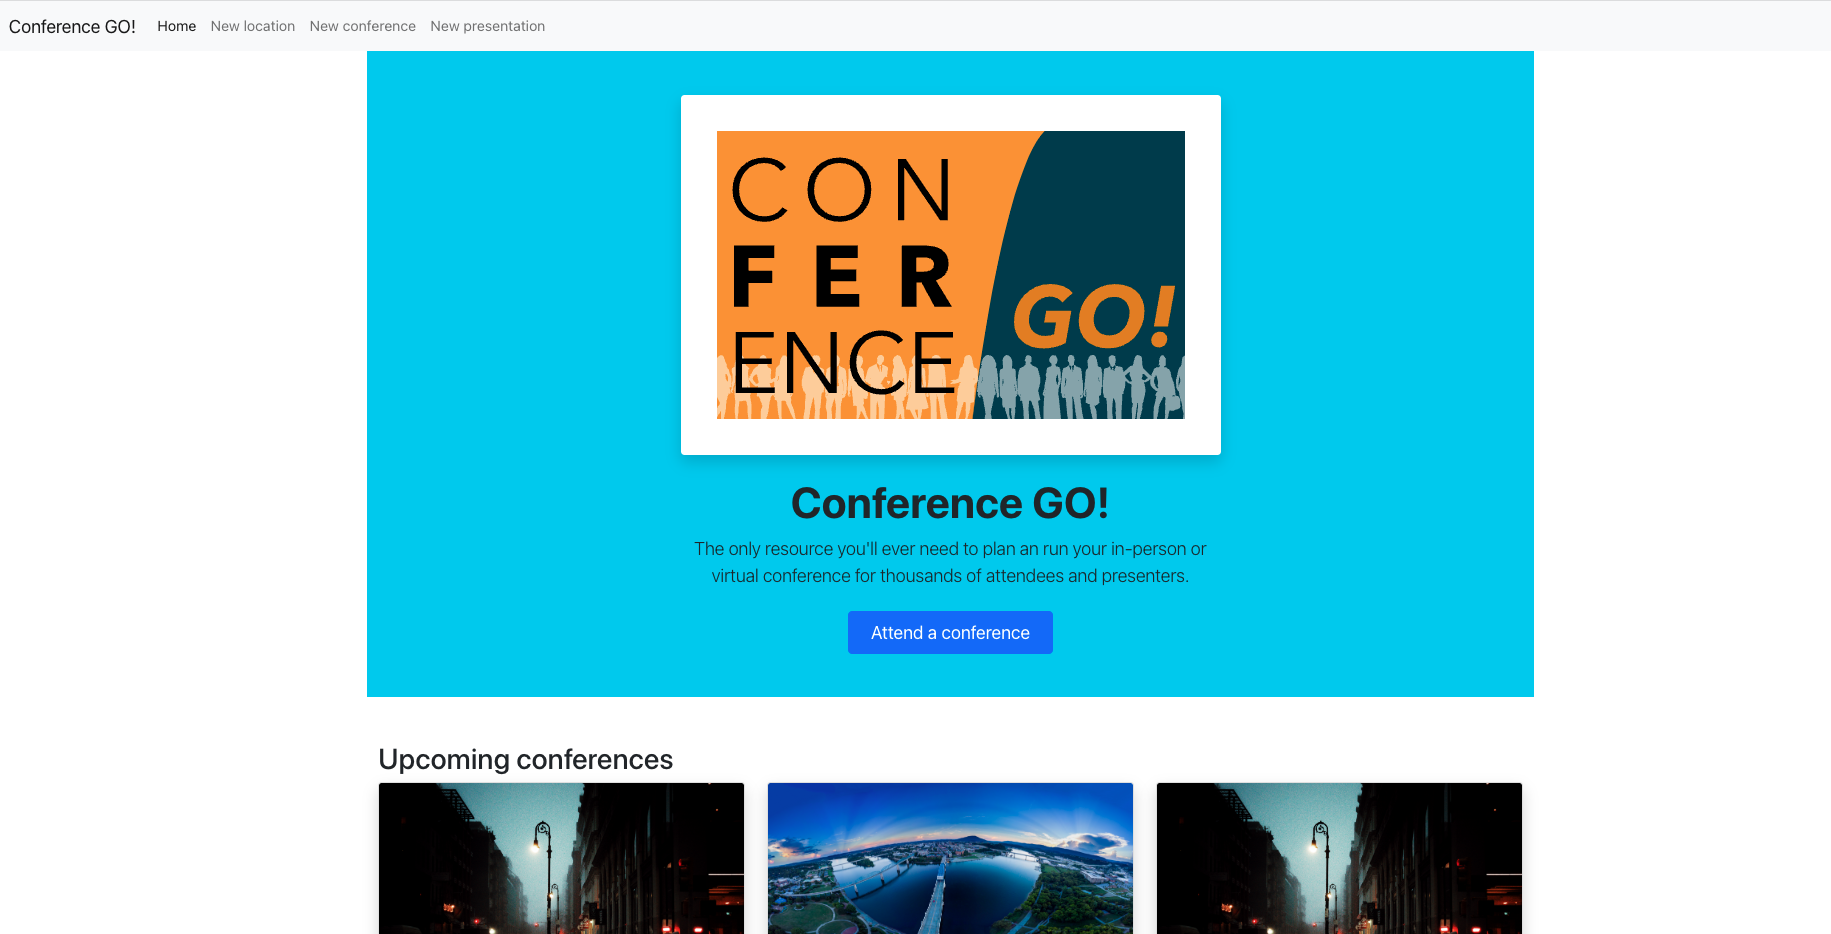 Conference GO! Home New location New conference New presentation
CON
FER
ENCE
GO!
Conference GO!
The only resource you'll ever need to plan an run your in-person or
virtual conference for thousands of attendees and presenters.
Attend a conference
Upcoming conferences